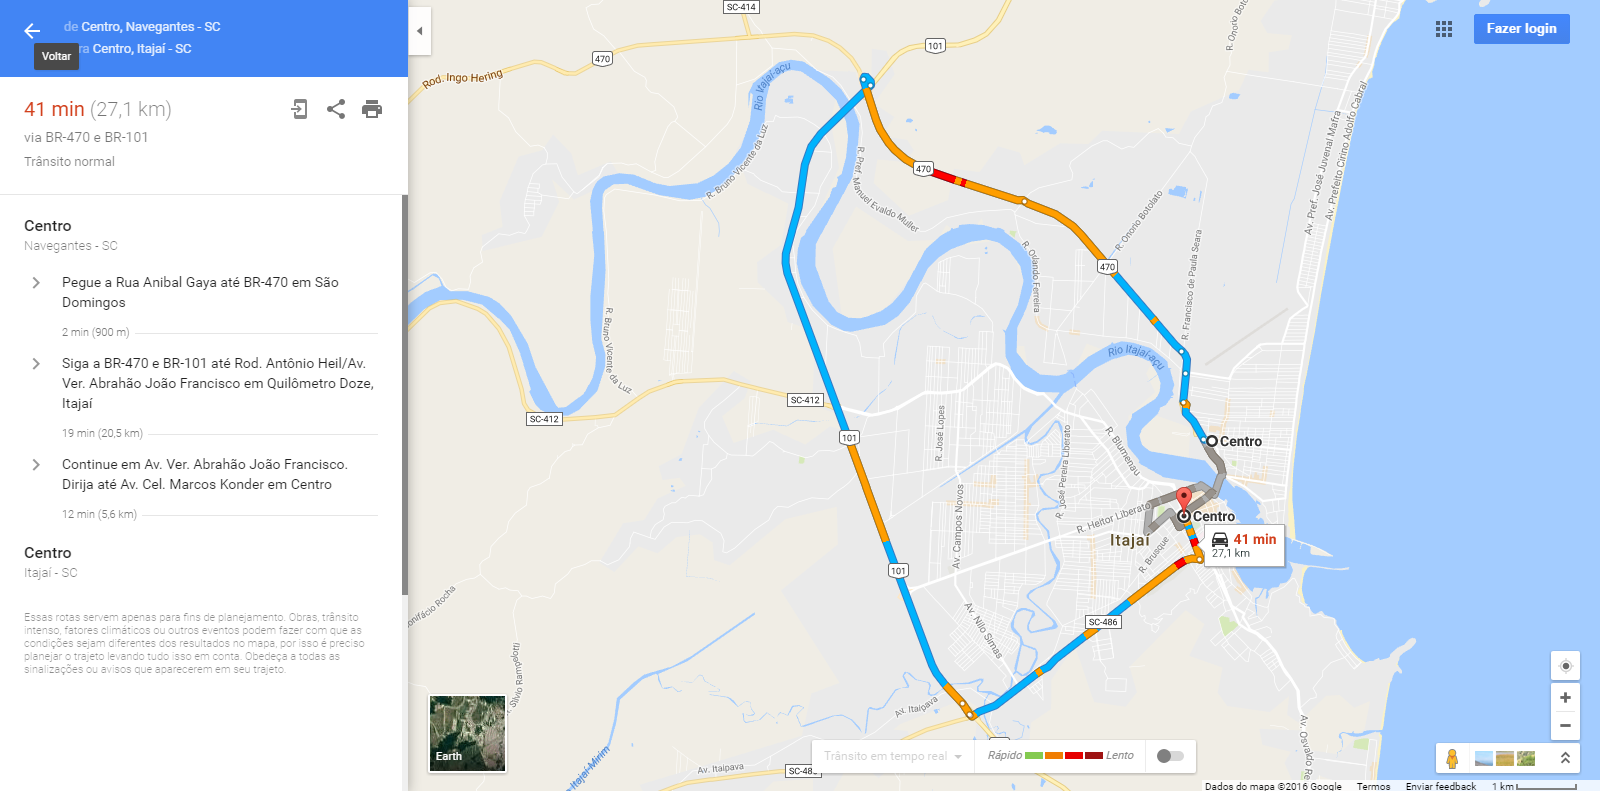 de Centro, Navegantes - SC
ra Centro, Itajaí - SC
Voltar
41 min (27,1 km)
via BR-470 e BR-101
Trânsito normal
Centro
Navegantes - SC
Pegue a Rua Anibal Gaya até BR-470 em São
Domingos
2 min (900 m)
Siga a BR-470 e BR-101 até Rod. Antônio Heil/Av.
Ver. Abrahão João Francisco em Quilômetro Doze,
Itajaí
19 min (20,5 km)
Continue em Av. Ver. Abrahão João Francisco.
Dirija até Av. Cel. Marcos Konder em Centro
12 min (5,6 km)
Centro
Itajaí - SC
Essas rotas servem apenas para fins de planejamento. Obras, trânsito
intenso, fatores climáticos ou outros eventos podem fazer com que as
condições sejam diferentes dos resultados no mapa, por isso é preciso
planejar o trajeto levando tudo isso em conta. Obedeça a todas as
sinalizações ou avisos que aparecerem em seu trajeto.
SC-414
101
470
Rod. Ingo Hering
Rio Itajaí-açu
R. Bruno Vicente da Luz
R. Pref. Manuel Evaldo Muller
470
R. Onorio Botolato
R. Onorio Botolato
Av. Pref. José Juvenal Mafra
Av. Prefeito Cirino Adolfo Cabral
R. Francisco de Paula Seara
R. Orlando Ferreira
470
R. Bruno Vicente da Luz
Rio Itajaí-açu
SC-412
SC-412
101
R. José Lopes
R. Blumenau
R. José Pereira Liberato
Centro
Av. Campos Novos
R. Heitor Liberato
Centro
Itajaí
R. Brusque
41 min
27,1 km
101
Bonifácio Rocha
Av. Nilo Simas
SC-486
R. Silvio Rampelotti
Av. Itaipava
Av. Itaipava
Itajaí-Mirim
SC-486
Av. Osvaldo Re
Earth
Trânsito em tempo real
Rápido
Lento
Fazer login
Dados do mapa ©2016 Google
Termos
Enviar feedback
1 km